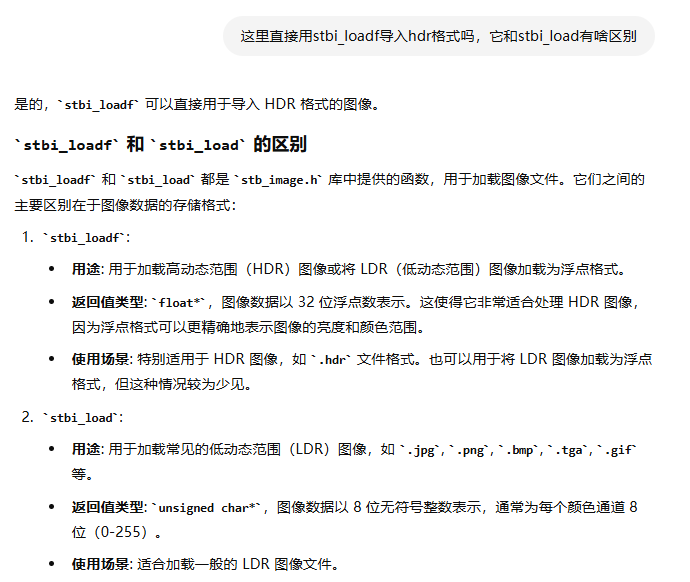 这里直接用stbi_loadf导入hdr格式吗，它和stbi_load有啥区别
是的，`stbi_loadf` 可以直接用于导入 HDR 格式的图像。
`stbi_loadf` 和 `stbi_load` 的区别
`stbi_loadf` 和 `stbi_load` 都是 `stb_image.h` 库中提供的函数，用于加载图像文件。它们之间的
主要区别在于图像数据的存储格式：
1. `stbi_loadf`:
• 用途: 用于加载高动态范围（HDR）图像或将 LDR（低动态范围）图像加载为浮点格式。
• 返回值类型: `float*`，图像数据以 32 位浮点数表示。这使得它非常适合处理 HDR 图像，
因为浮点格式可以更精确地表示图像的亮度和颜色范围。
• 使用场景: 特别适用于 HDR 图像，如 `.hdr` 文件格式。也可以用于将 LDR 图像加载为浮点
格式，但这种情况较为少见。
2. `stbi_load`:
• 用途: 用于加载常见的低动态范围（LDR）图像，如 `.jpg`, `.png`, `.bmp`, `.tga`, `.gif`
等。
• 返回值类型: `unsigned char*`，图像数据以 8 位无符号整数表示，通常为每个颜色通道 8
位（0-255）。
• 使用场景: 适合加载一般的 LDR 图像文件。